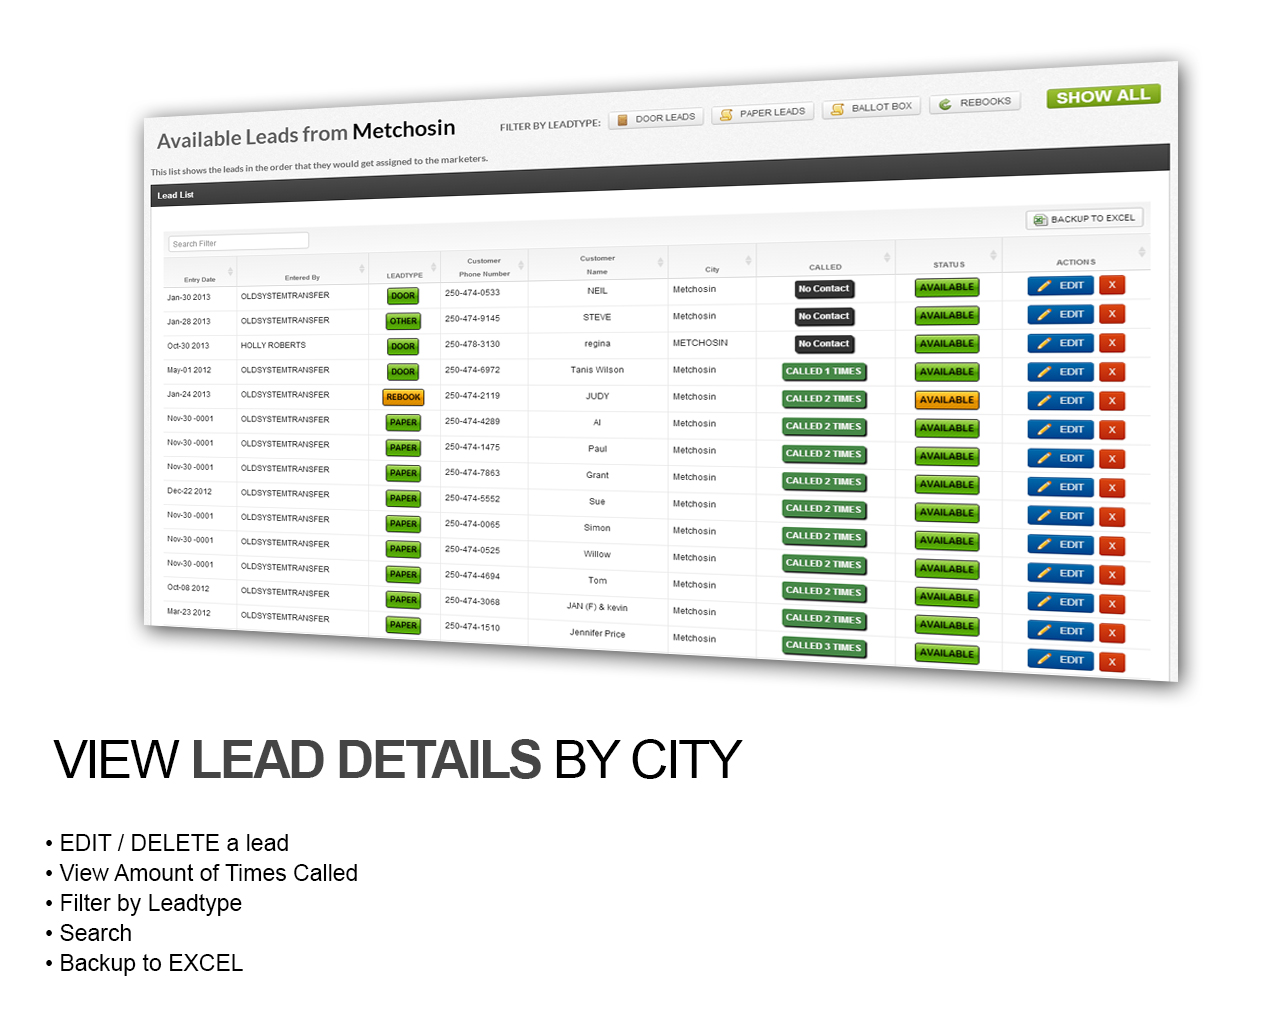 Available Leads from Metchosin
FILTER BY LEADTYPE: DOOR LEADS PAPER LEADS BALLOT BOX REBOOKS SHOW ALL
This list shows the leads in the order that they would get assigned to the marketers.
Lead List
BACKUP TO EXCEL
Search Filter
Entry Date Entered By LEADTYPE Customer Phone Number Customer Name City CALLED STATUS ACTIONS
Jan-30 2013 OLDSYSTEMTRANSFER DOOR 250-474-0533 NEIL Metchosin No Contact AVAILABLE EDIT X
Jan-28 2013 OLDSYSTEMTRANSFER OTHER 250-474-9145 STEVE Metchosin No Contact AVAILABLE EDIT X
Oct-30 2013 HOLLY ROBERTS DOOR 250-478-3130 regina METCHOSIN No Contact AVAILABLE EDIT X
May-01 2012 OLDSYSTEMTRANSFER DOOR 250-474-6972 Tanis Wilson Metchosin CALLED 1 TIMES AVAILABLE EDIT X
Jan-24 2013 OLDSYSTEMTRANSFER REBOOK 250-474-2119 JUDY Metchosin CALLED 2 TIMES AVAILABLE EDIT X
Nov-30 -0001 OLDSYSTEMTRANSFER PAPER 250-474-4289 Al Metchosin CALLED 2 TIMES AVAILABLE EDIT X
Nov-30 -0001 OLDSYSTEMTRANSFER PAPER 250-474-1475 Paul Metchosin CALLED 2 TIMES AVAILABLE EDIT X
Nov-30 -0001 OLDSYSTEMTRANSFER PAPER 250-474-7863 Grant Metchosin CALLED 2 TIMES AVAILABLE EDIT X
Dec-22 2012 OLDSYSTEMTRANSFER PAPER 250-474-5552 Sue Metchosin CALLED 2 TIMES AVAILABLE EDIT X
Nov-30 -0001 OLDSYSTEMTRANSFER PAPER 250-474-0065 Simon Metchosin CALLED 2 TIMES AVAILABLE EDIT X
Nov-30 -0001 OLDSYSTEMTRANSFER PAPER 250-474-0525 Willow Metchosin CALLED 2 TIMES AVAILABLE EDIT X
Nov-30 -0001 OLDSYSTEMTRANSFER PAPER 250-474-4694 Tom Metchosin CALLED 2 TIMES AVAILABLE EDIT X
Oct-08 2012 OLDSYSTEMTRANSFER PAPER 250-474-3068 JAN (F) & kevin Metchosin CALLED 2 TIMES AVAILABLE EDIT X
Mar-23 2012 OLDSYSTEMTRANSFER PAPER 250-474-1510 Jennifer Price Metchosin CALLED 3 TIMES AVAILABLE EDIT X
VIEW LEAD DETAILS BY CITY
• EDIT / DELETE a lead
• View Amount of Times Called
• Filter by Leadtype
• Search
• Backup to EXCEL